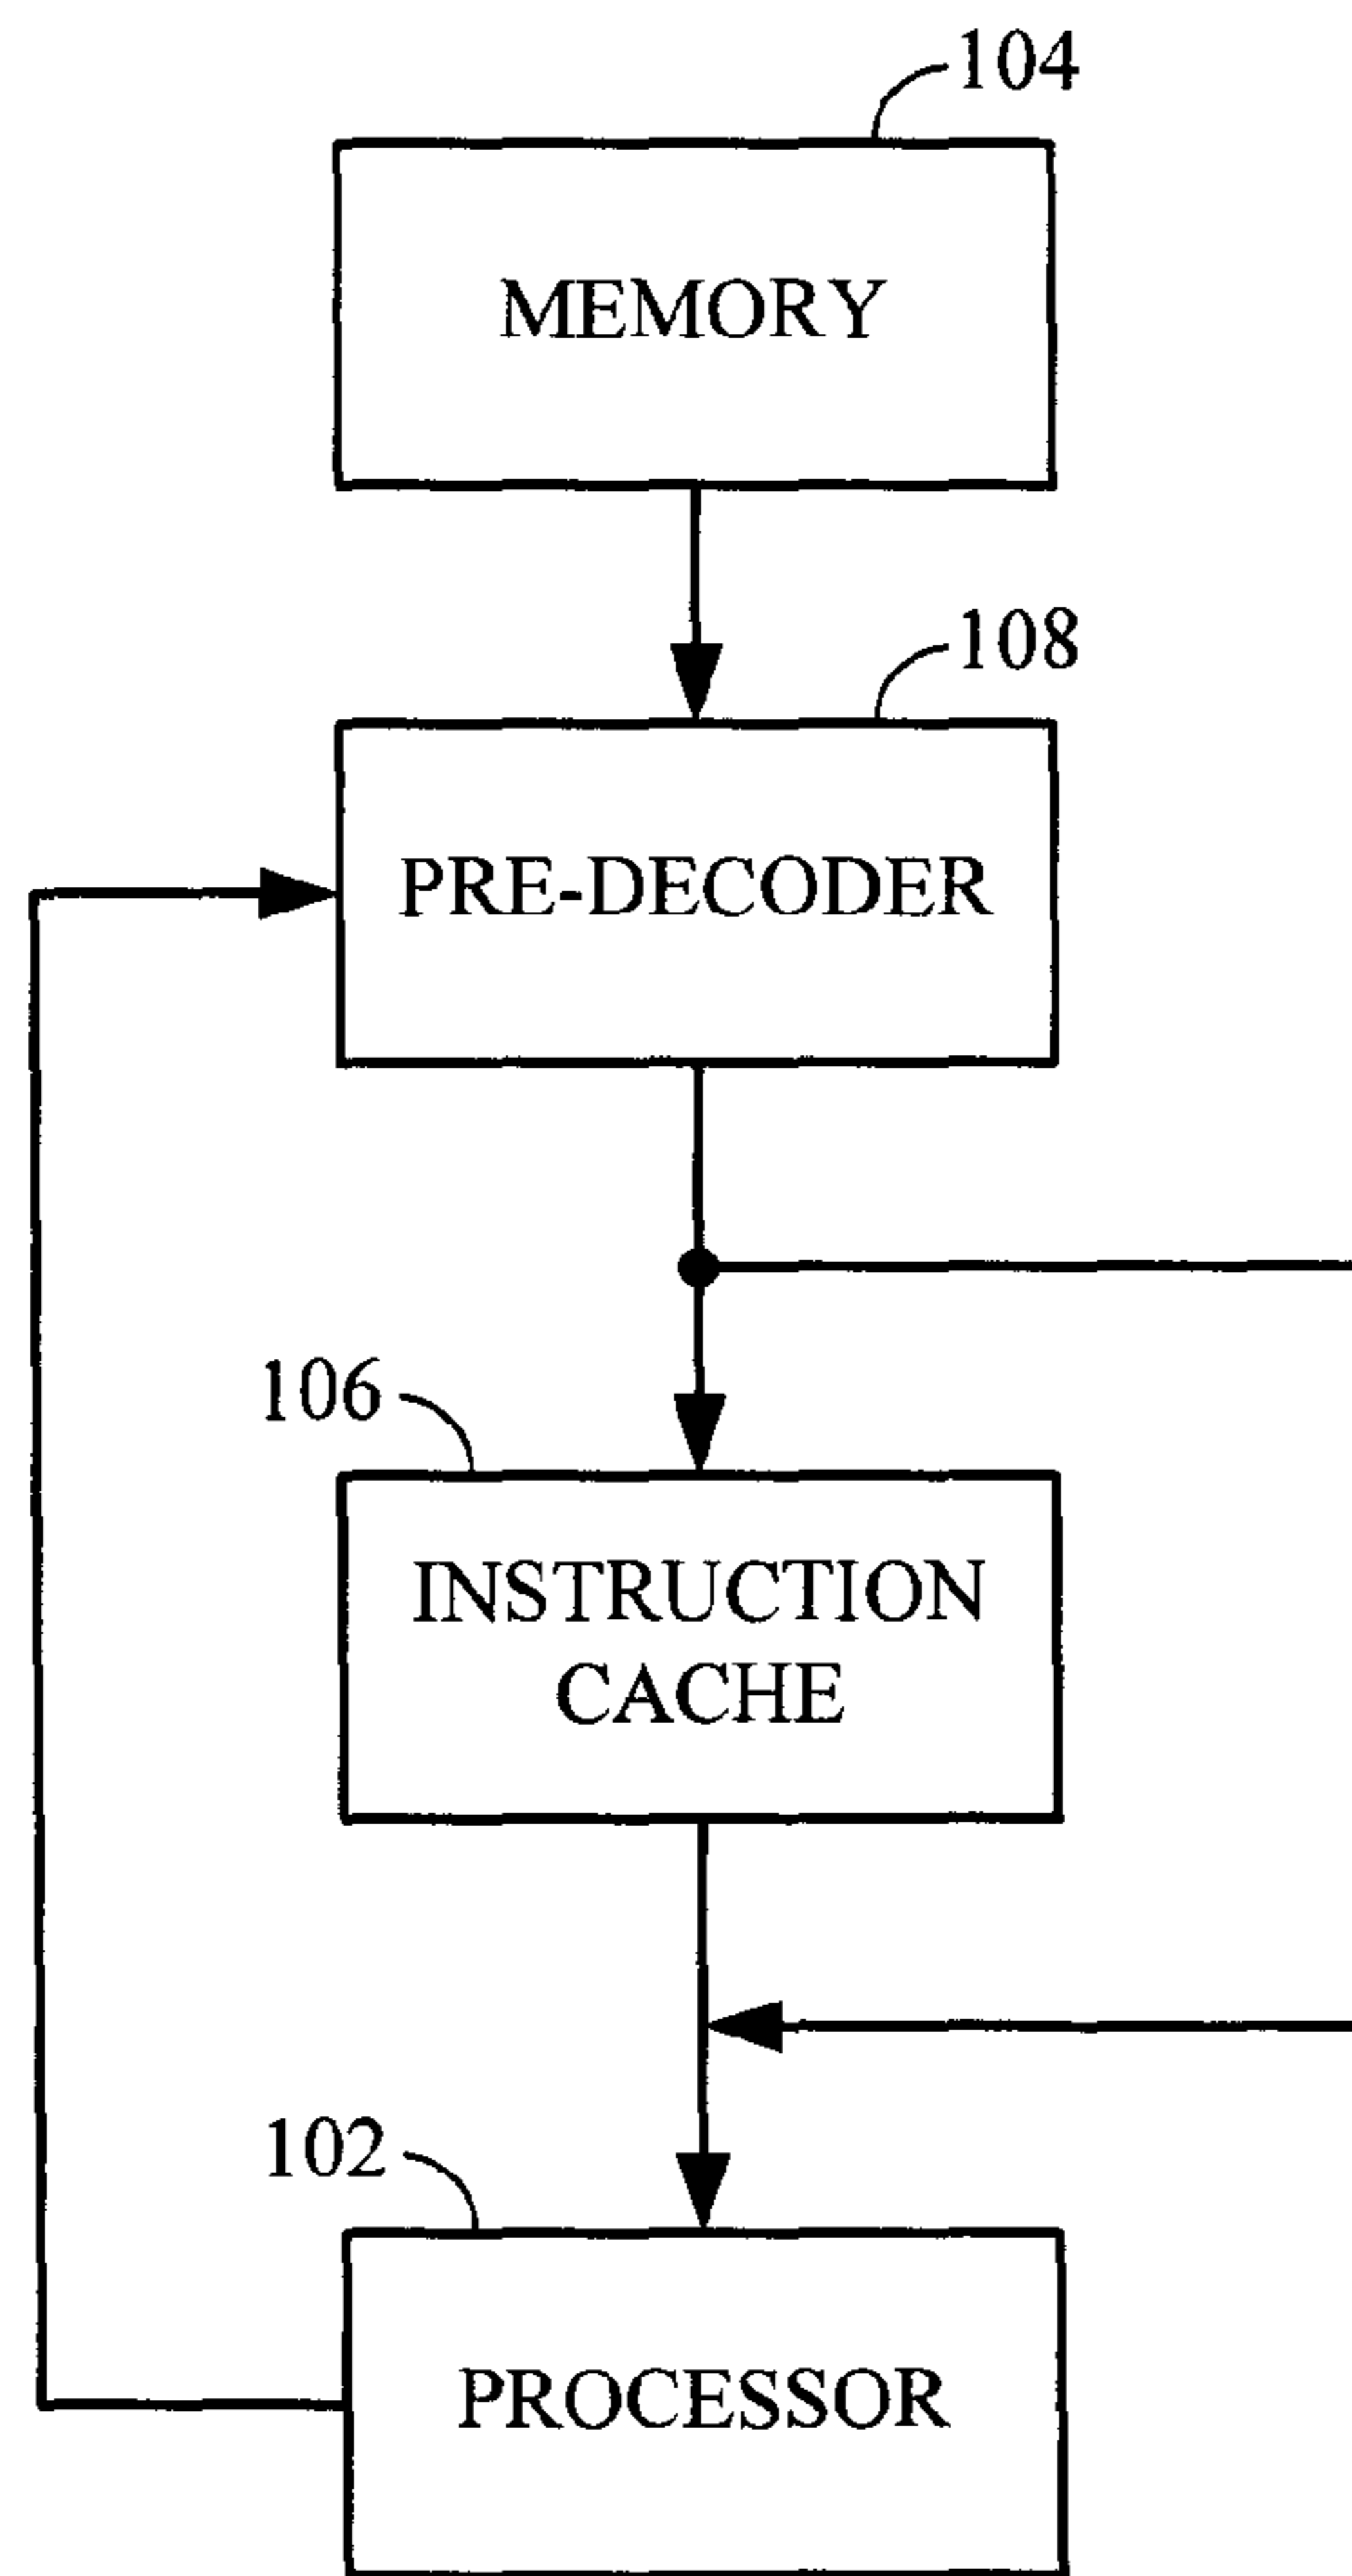 104
MEMORY
108
PRE-DECODER
106
INSTRUCTION
CACHE
102
PROCESSOR